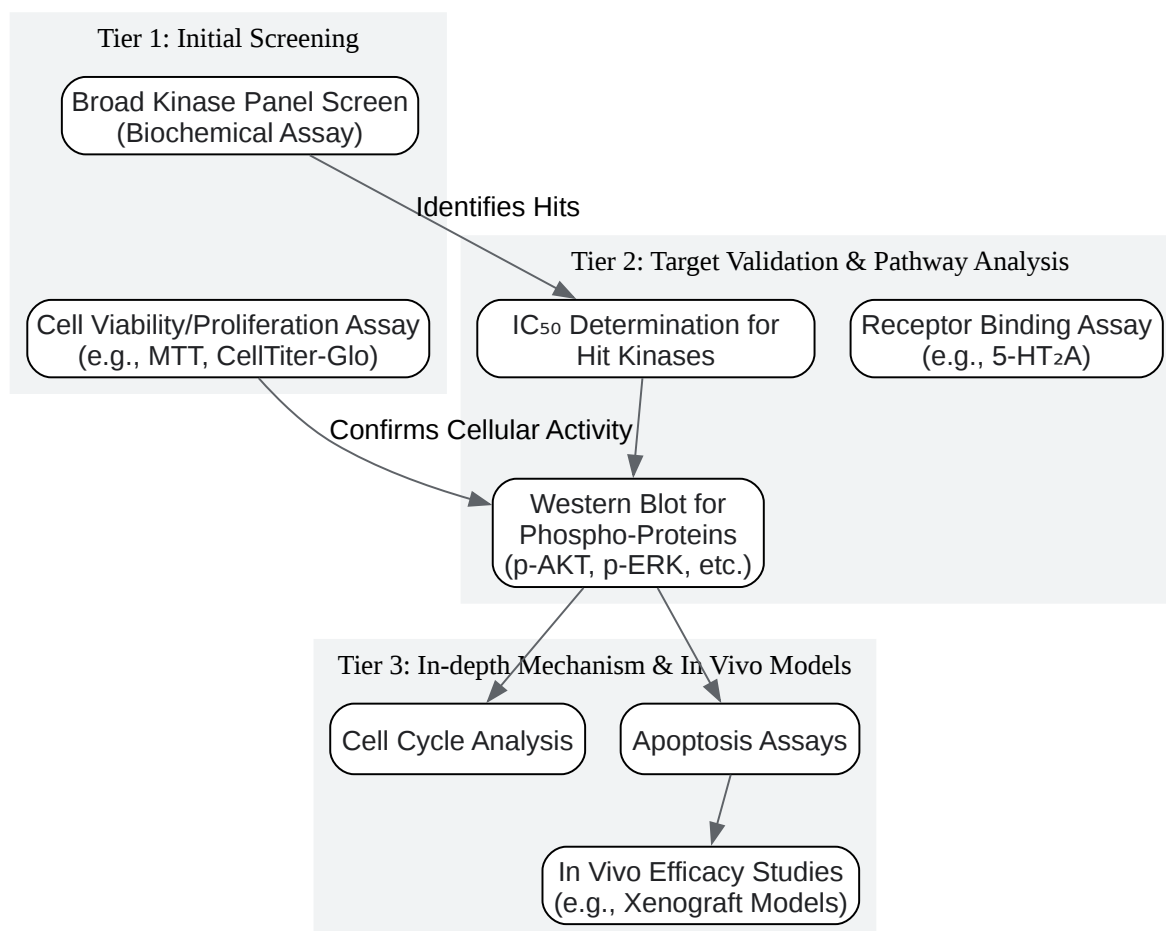 Tier 1: Initial Screening
Broad Kinase Panel Screen
(Biochemical Assay)
Identifies Hits
Tier 2: Target Validation & Pathway Analysis
Cell Viability/Proliferation Assay
(e.g., MTT, CellTiter-Glo)
IC₅₀ Determination for
Hit Kinases
Receptor Binding Assay
(e.g., 5-HT₂A)
Confirms Cellular Activity
Western Blot for
Phospho-Proteins
(p-AKT, p-ERK, etc.)
Tier 3: In-depth Mechanism & In Vivo Models
Cell Cycle Analysis
Apoptosis Assays
In Vivo Efficacy Studies
(e.g., Xenograft Models)